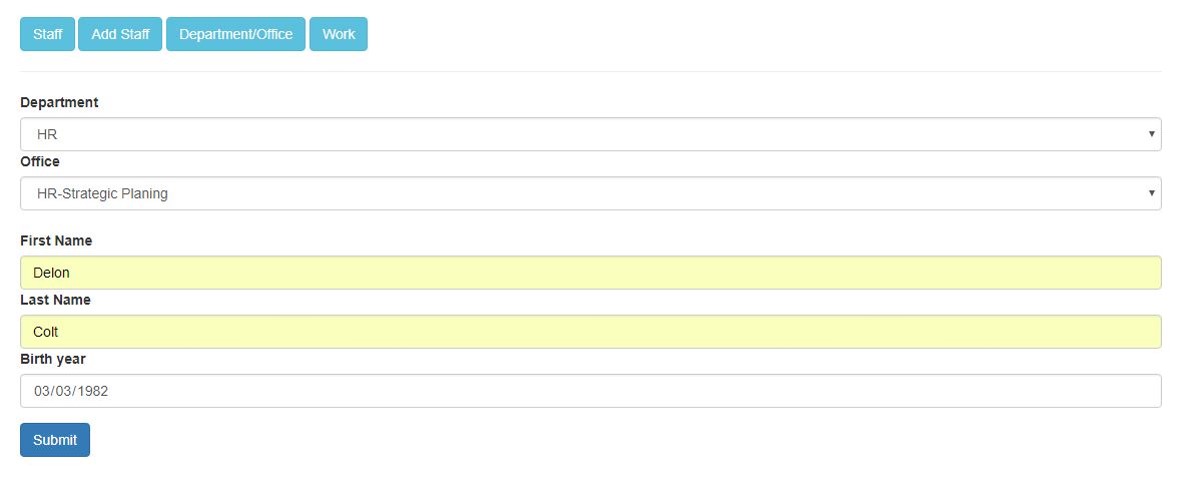 Staff Add Staff Department/Office Work
Department
HR
Office
HR-Strategic Planing
First Name
Delon
Last Name
Colt
Birth year
03/03/1982
Submit